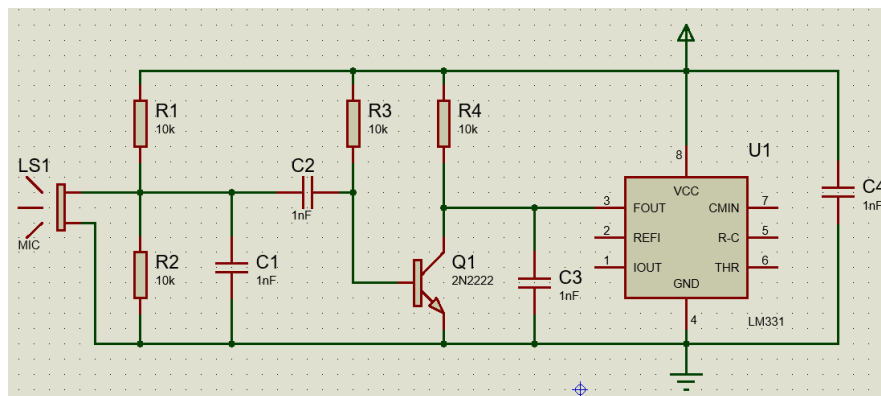 R1
10k
R3
10k
R4
10k
LS1
MIC
C2
1nF
R2
10k
C1
1nF
Q1
2N2222
C3
1nF
U1
8
VCC
3
FOUT
CMIN
7
2
REFI
R-C
5
1
IOUT
THR
6
GND
4
LM331
C4
1nF